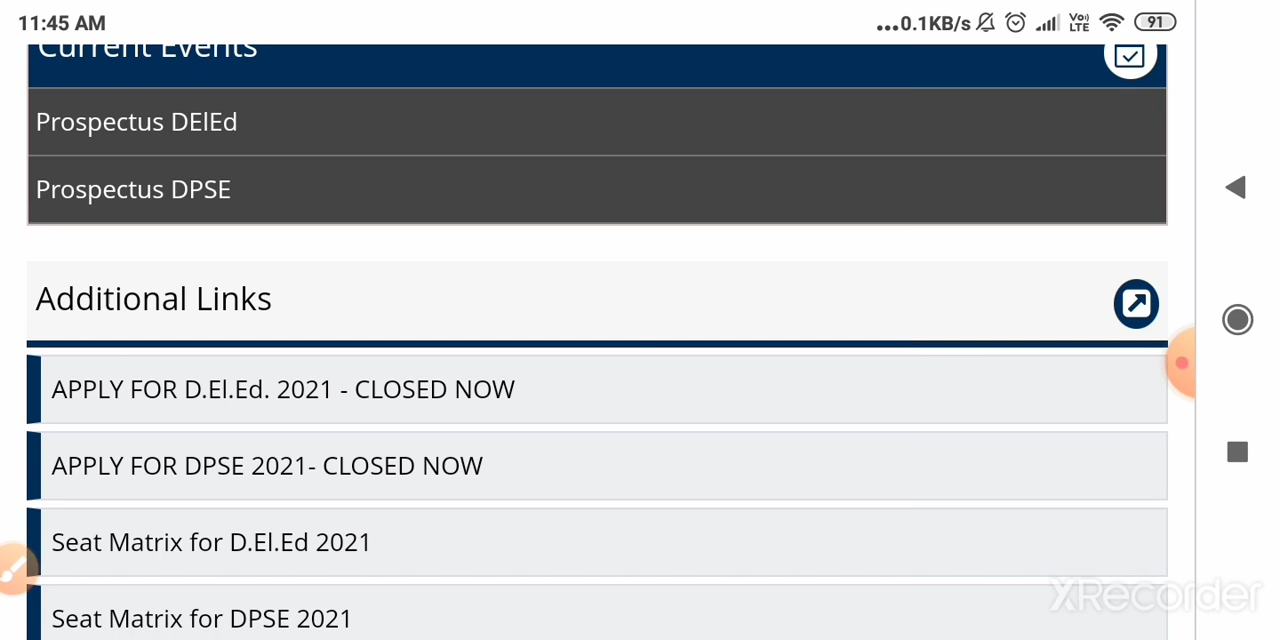 11:45 AM
...0.1KB/s Vo)) LTE 91
Current Events
Prospectus DElEd
Prospectus DPSE
Additional Links
APPLY FOR D.El.Ed. 2021 - CLOSED NOW
APPLY FOR DPSE 2021- CLOSED NOW
Seat Matrix for D.El.Ed 2021
Seat Matrix for DPSE 2021
XRecorder